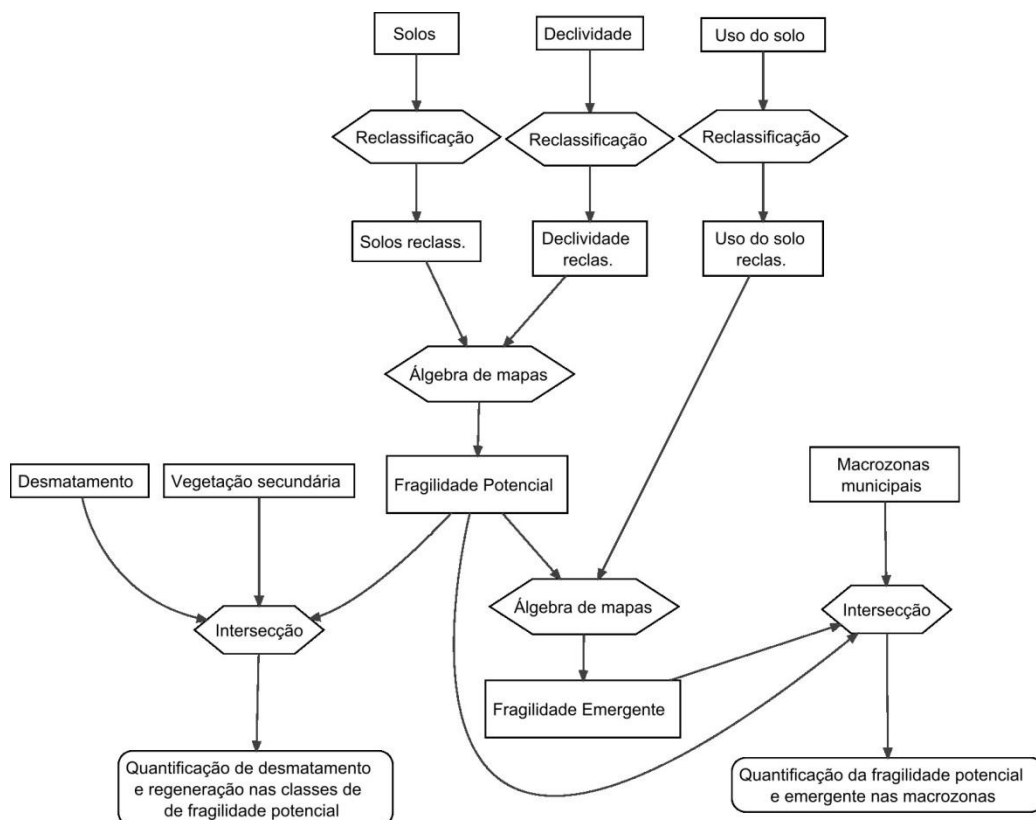 Solos
Declividade
Uso do solo
Reclassificação
Reclassificação
Reclassificação
Solos reclass.
Declividade
reclas.
Uso do solo
reclas.
Álgebra de mapas
Desmatamento
Vegetação secundária
Fragilidade Potencial
Macrozonas
municipais
Intersecção
Álgebra de mapas
Intersecção
Fragilidade Emergente
Quantificação de desmatamento
e regeneração nas classes de
de fragilidade potencial
Quantificação da fragilidade potencial
e emergente nas macrozonas